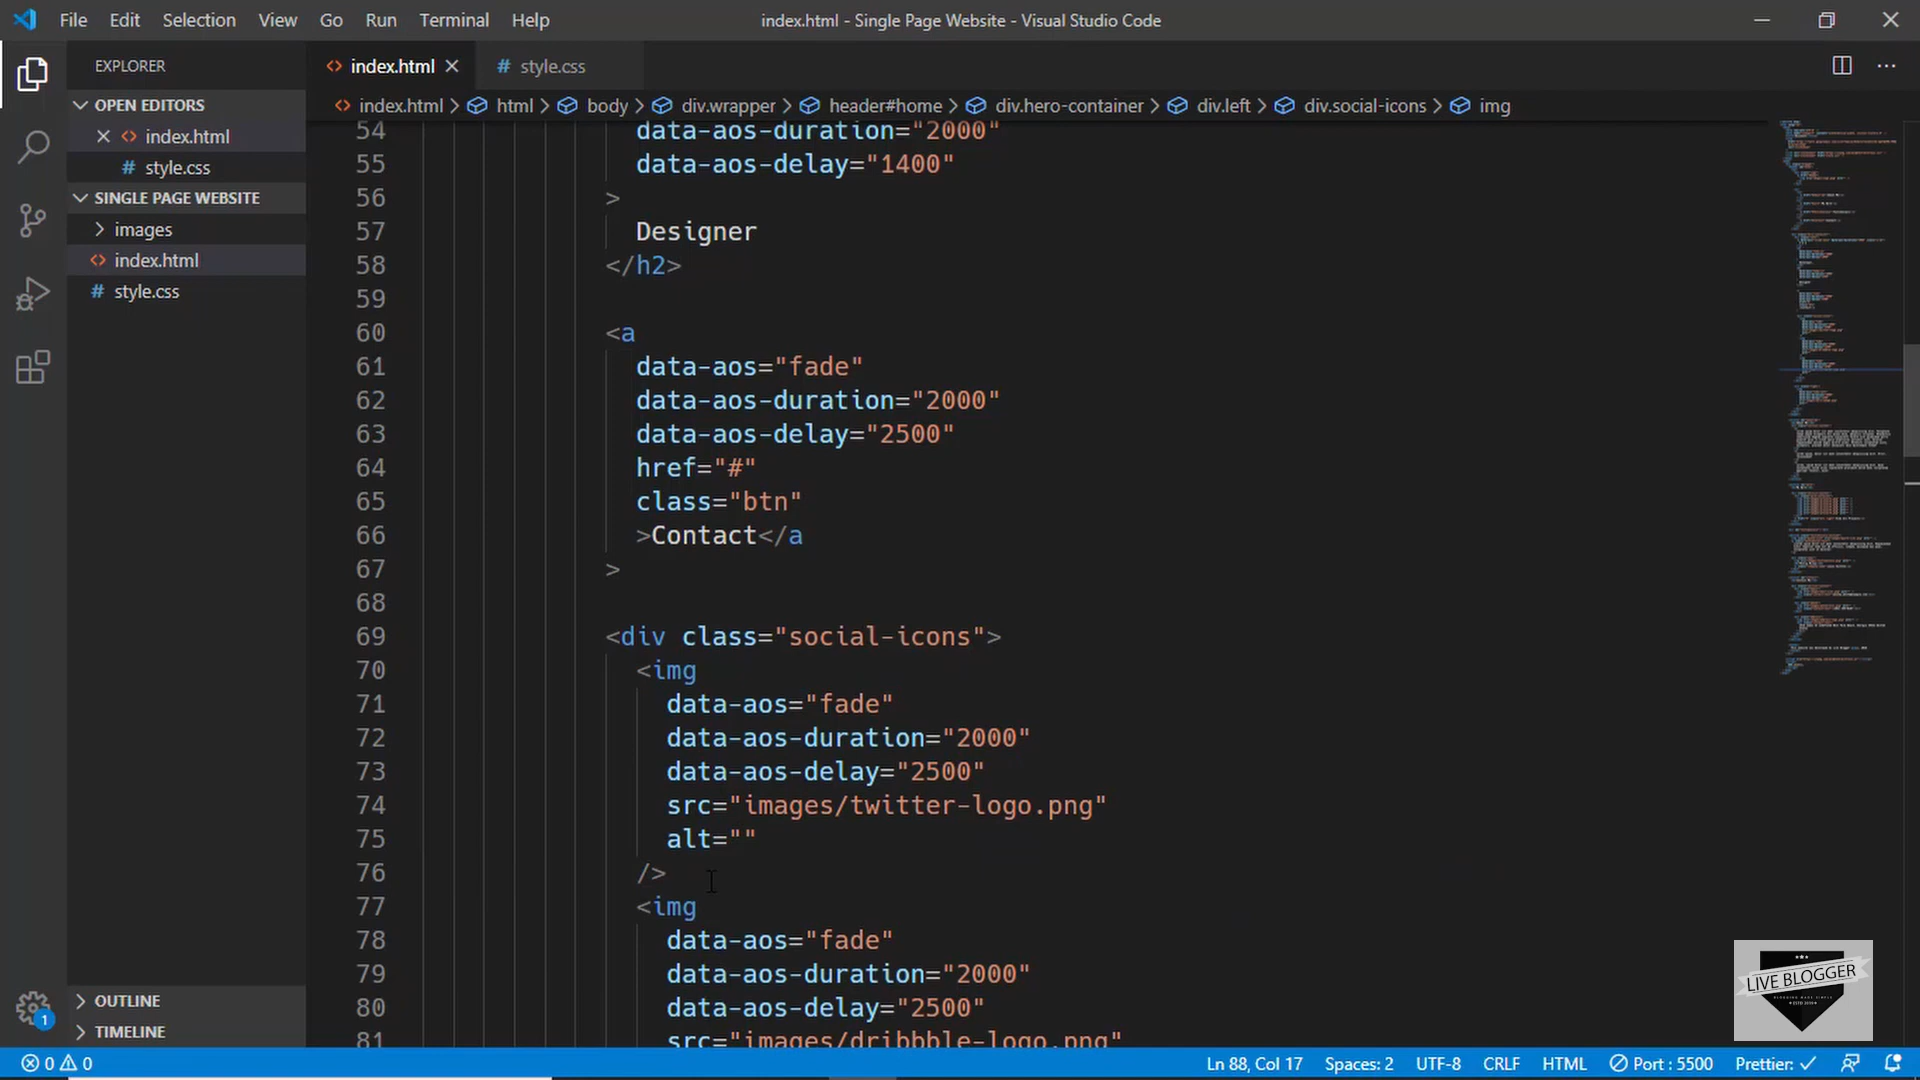 File Edit Selection View Go Run Terminal Help
index.html - Single Page Website - Visual Studio Code
EXPLORER
OPEN EDITORS
index.html
style.css
SINGLE PAGE WEBSITE
images
index.html
style.css
OUTLINE
TIMELINE
index.html
style.css
index.html > html > body > div.wrapper > header#home > div.hero-container > div.left > div.social-icons > img
54 data-aos-duration="2000"
55 data-aos-delay="1400"
56 >
57 Designer
58 </h2>
59
60 <a
61 data-aos="fade"
62 data-aos-duration="2000"
63 data-aos-delay="2500"
64 href="#"
65 class="btn"
66 >Contact</a
67 >
68
69 <div class="social-icons">
70 <img
71 data-aos="fade"
72 data-aos-duration="2000"
73 data-aos-delay="2500"
74 src="images/twitter-logo.png"
75 alt=""
76 />
77 <img
78 data-aos="fade"
79 data-aos-duration="2000"
80 data-aos-delay="2500"
81 src="images/dribbble-logo.png"
LIVE BLOGGER
1
0 0
Ln 88, Col 17 Spaces: 2 UTF-8 CRLF HTML Port : 5500 Prettier: ✓